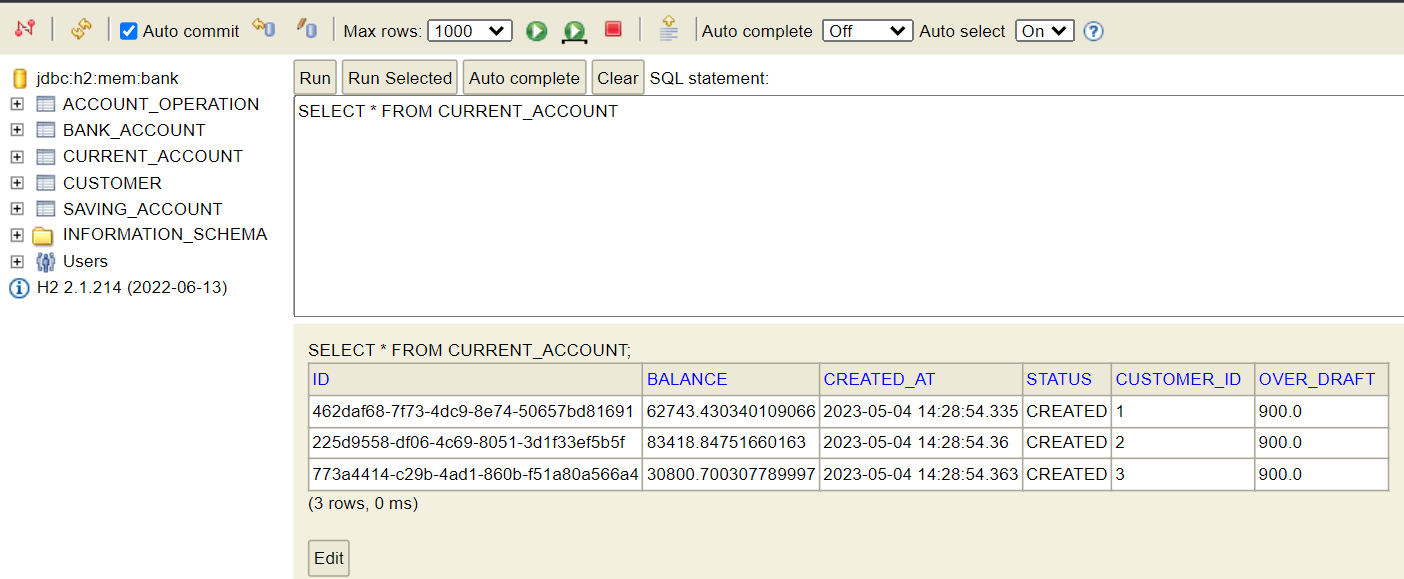 Auto commit Max rows: 1000 Auto complete Off Auto select On
jdbc:h2:mem:bank
ACCOUNT_OPERATION
BANK_ACCOUNT
CURRENT_ACCOUNT
CUSTOMER
SAVING_ACCOUNT
INFORMATION_SCHEMA
Users
H2 2.1.214 (2022-06-13)
Run Run Selected Auto complete Clear SQL statement:
SELECT * FROM CURRENT_ACCOUNT
SELECT * FROM CURRENT_ACCOUNT;
ID BALANCE CREATED_AT STATUS CUSTOMER_ID OVER_DRAFT
462daf68-7f73-4dc9-8e74-50657bd81691 62743.430340109066 2023-05-04 14:28:54.335 CREATED 1 900.0
225d9558-df06-4c69-8051-3d1f33ef5b5f 83418.84751660163 2023-05-04 14:28:54.36 CREATED 2 900.0
773a4414-c29b-4ad1-860b-f51a80a566a4 30800.700307789997 2023-05-04 14:28:54.363 CREATED 3 900.0
(3 rows, 0 ms)
Edit